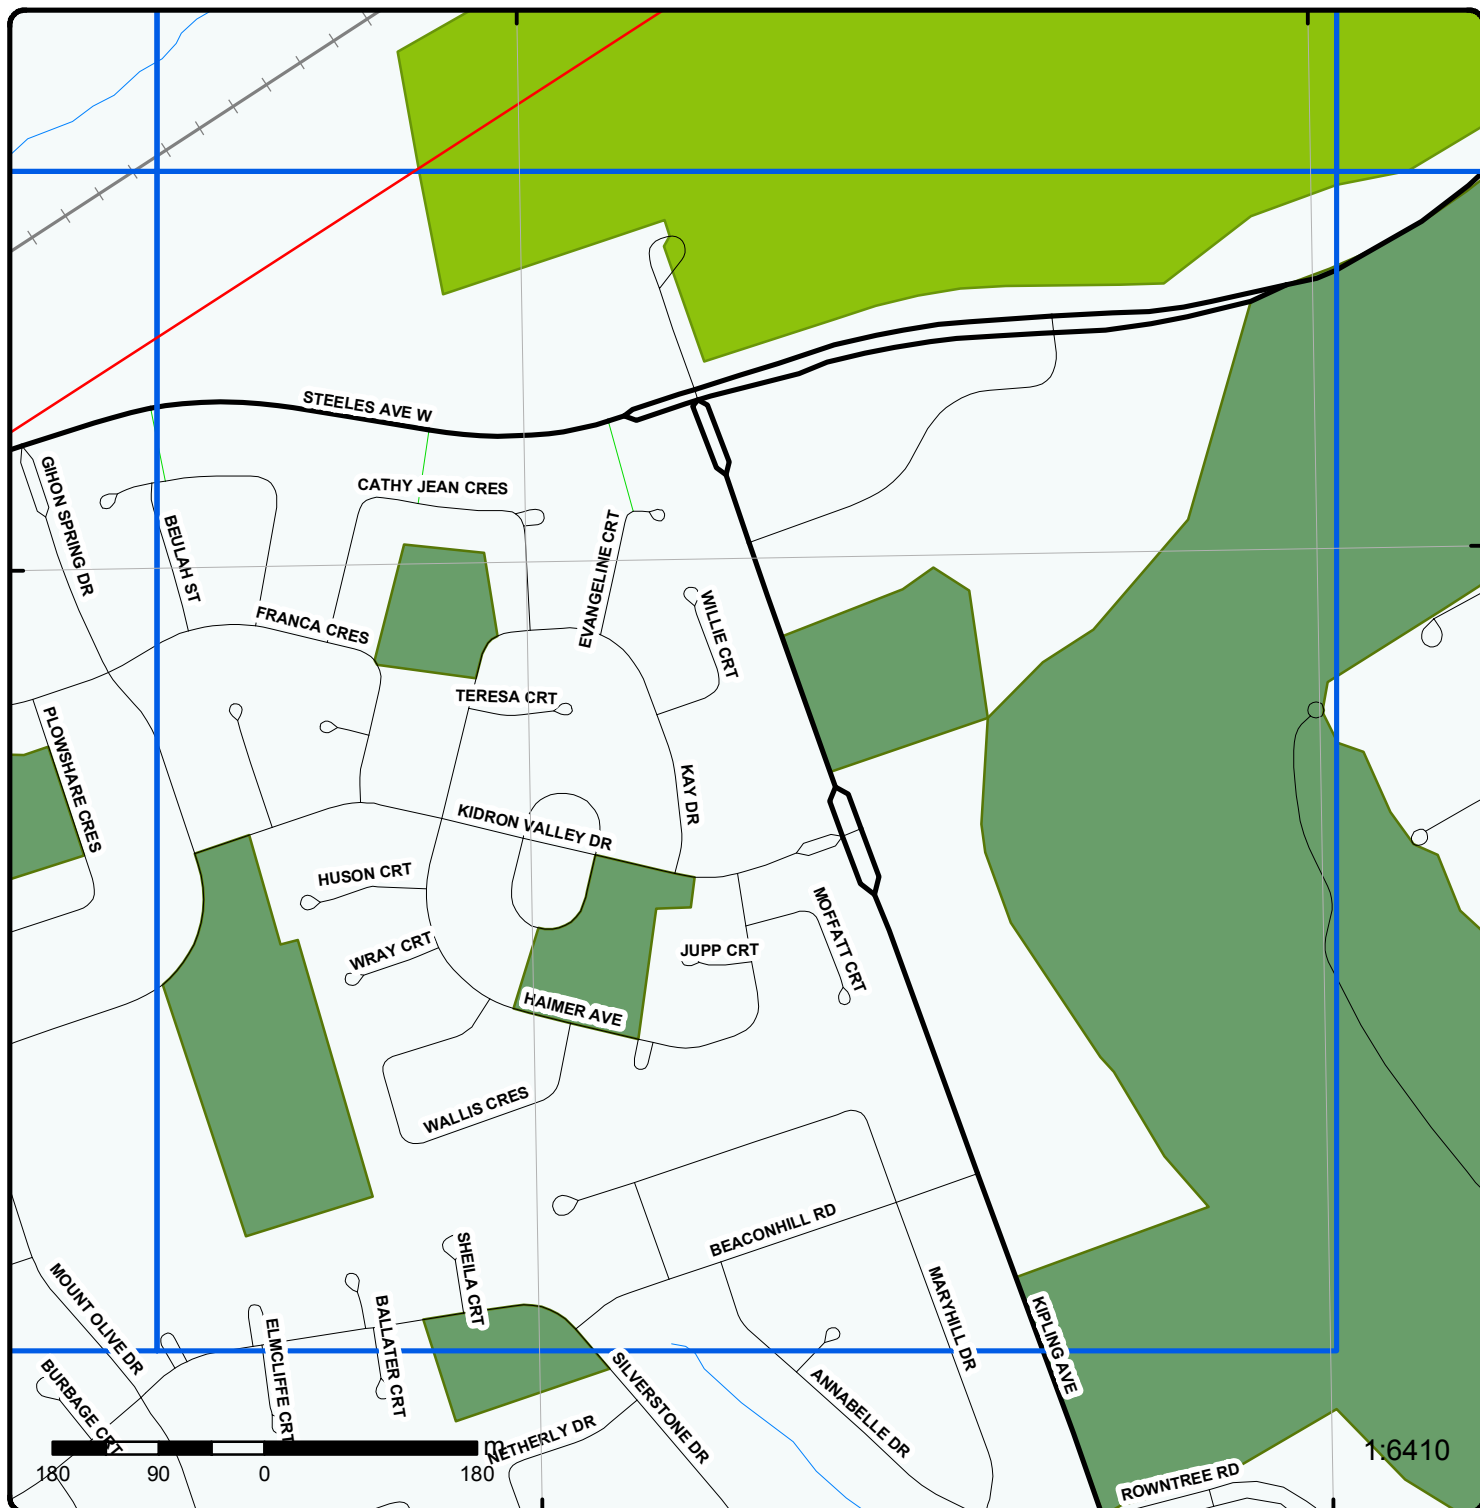 STEELES AVE W
GIHON SPRING DR
CATHY JEAN CRES
BEULAH ST
EVANGELINE CRT
WILLIE CRT
FRANCA CRES
TERESA CRT
PLOWSHARE CRES
KAY DR
KIDRON VALLEY DR
HUSON CRT
MOFFATT CRT
WRAY CRT
JUPP CRT
HAIMER AVE
WALLIS CRES
BEACONHILL RD
SHEILA CRT
MOUNT OLIVE DR
MARYHILL DR
BALLATER CRT
KIPLING AVE
ELMCLIFFE CRT
SILVERSTONE DR
BURBAGE CRT
ANNABELLE DR
NETHERLY DR
ROWNTREE RD
1:6410
m
180 90 0 180